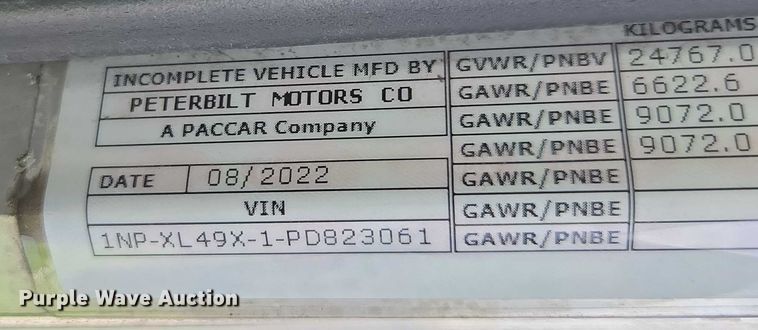 KILOGRAMS
INCOMPLETE VEHICLE MFD BY GVWR/PNBV 24767.0
PETERBILT MOTORS CO GAWR/PNBE 6622.6
A PACCAR Company GAWR/PNBE 9072.0
GAWR/PNBE 9072.0
DATE 08/2022 GAWR/PNBE
VIN GAWR/PNBE
1NP-XL49X-1-PD823061 GAWR/PNBE
Purple Wave Auction